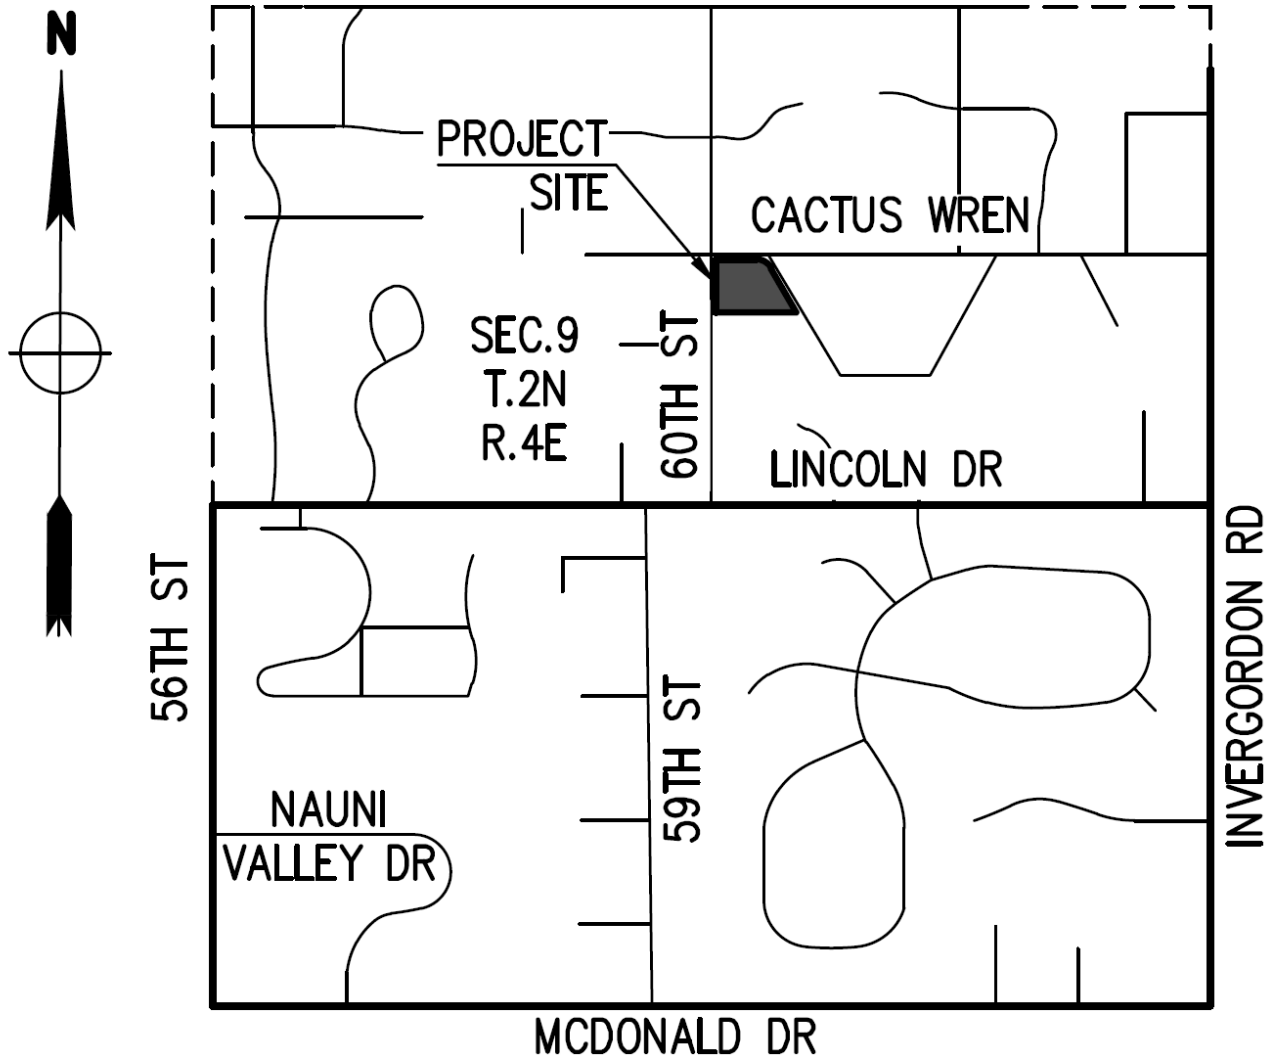 N
PROJECT
SITE
CACTUS WREN
SEC.9
T.2N
R.4E
60TH ST
LINCOLN DR
56TH ST
59TH ST
INVERGORDON RD
NAUNI
VALLEY DR
MCDONALD DR